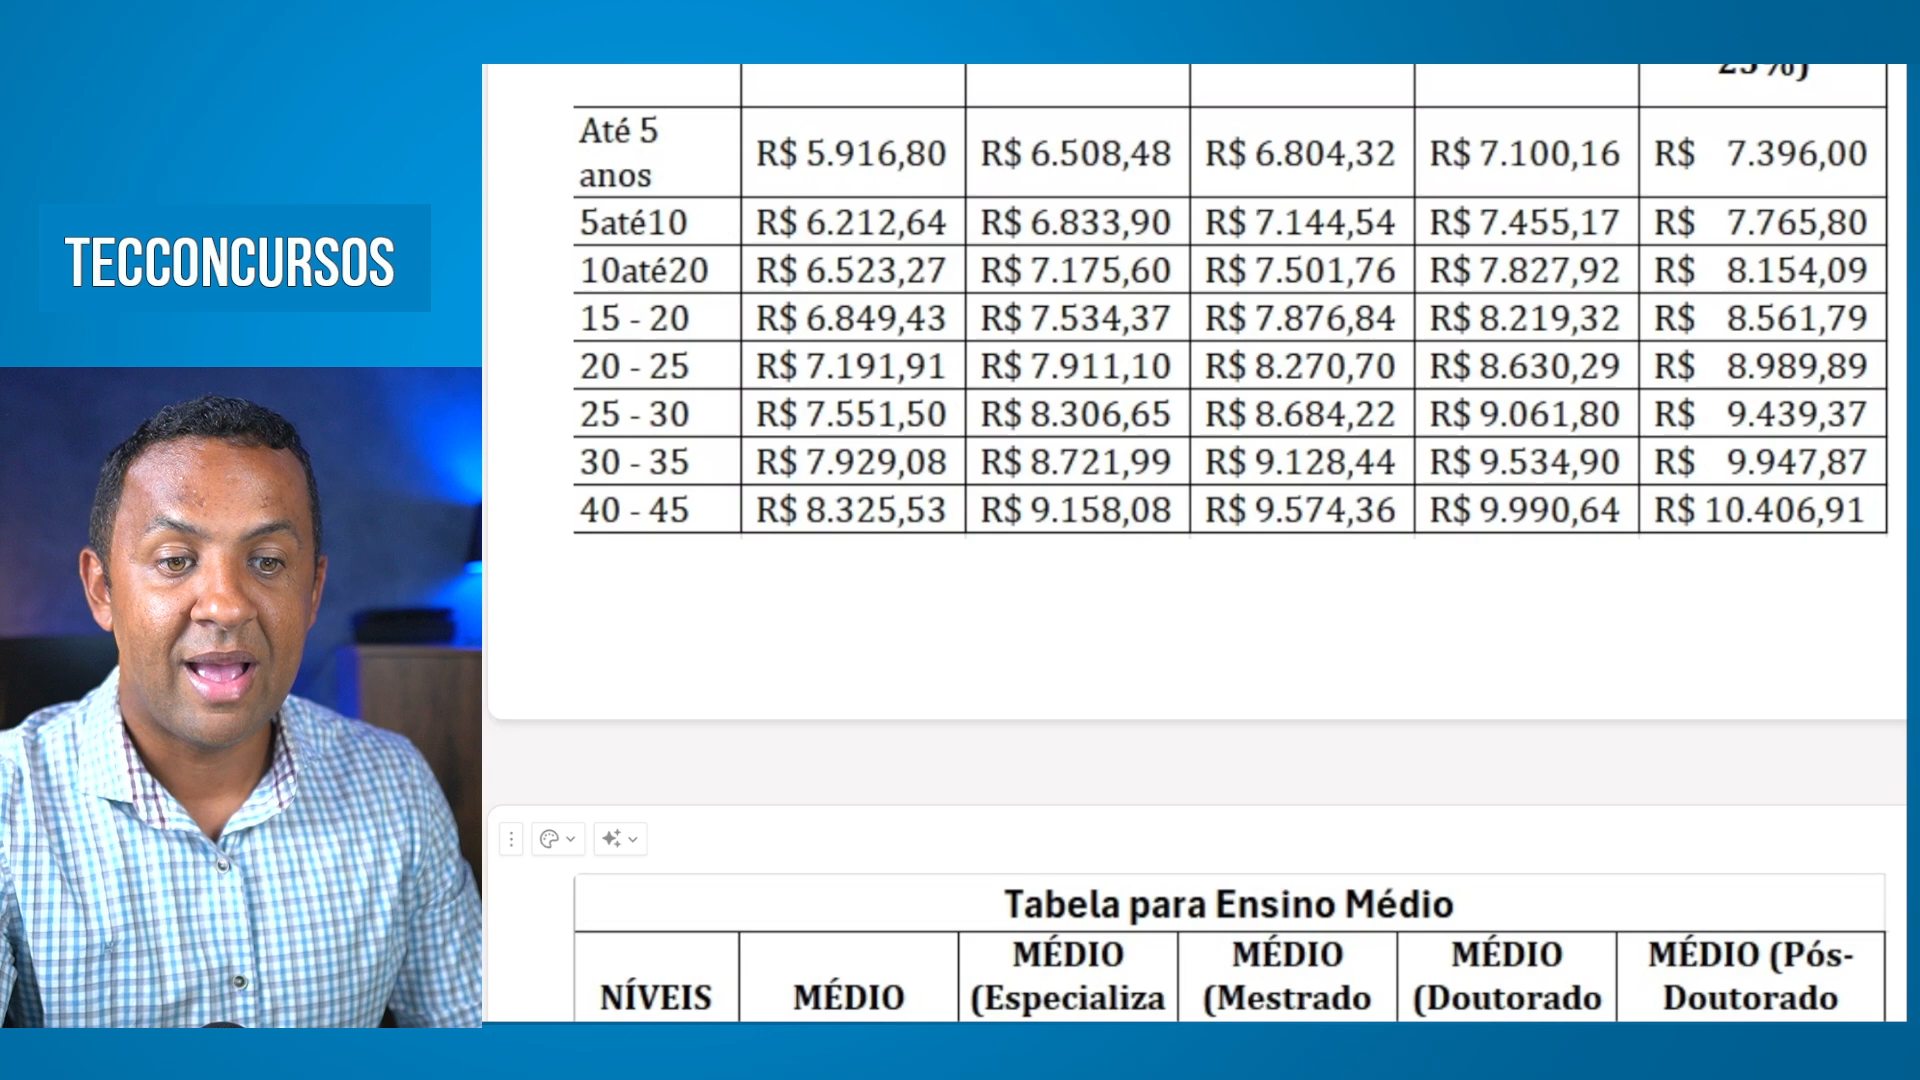 TECCONCURSOS
25%)
Até 5 anos R$ 5.916,80 R$ 6.508,48 R$ 6.804,32 R$ 7.100,16 R$ 7.396,00
5até10 R$ 6.212,64 R$ 6.833,90 R$ 7.144,54 R$ 7.455,17 R$ 7.765,80
10até20 R$ 6.523,27 R$ 7.175,60 R$ 7.501,76 R$ 7.827,92 R$ 8.154,09
15 - 20 R$ 6.849,43 R$ 7.534,37 R$ 7.876,84 R$ 8.219,32 R$ 8.561,79
20 - 25 R$ 7.191,91 R$ 7.911,10 R$ 8.270,70 R$ 8.630,29 R$ 8.989,89
25 - 30 R$ 7.551,50 R$ 8.306,65 R$ 8.684,22 R$ 9.061,80 R$ 9.439,37
30 - 35 R$ 7.929,08 R$ 8.721,99 R$ 9.128,44 R$ 9.534,90 R$ 9.947,87
40 - 45 R$ 8.325,53 R$ 9.158,08 R$ 9.574,36 R$ 9.990,64 R$ 10.406,91
Tabela para Ensino Médio
MÉDIO MÉDIO MÉDIO MÉDIO (Pós-
NÍVEIS MÉDIO (Especializa (Mestrado (Doutorado Doutorado